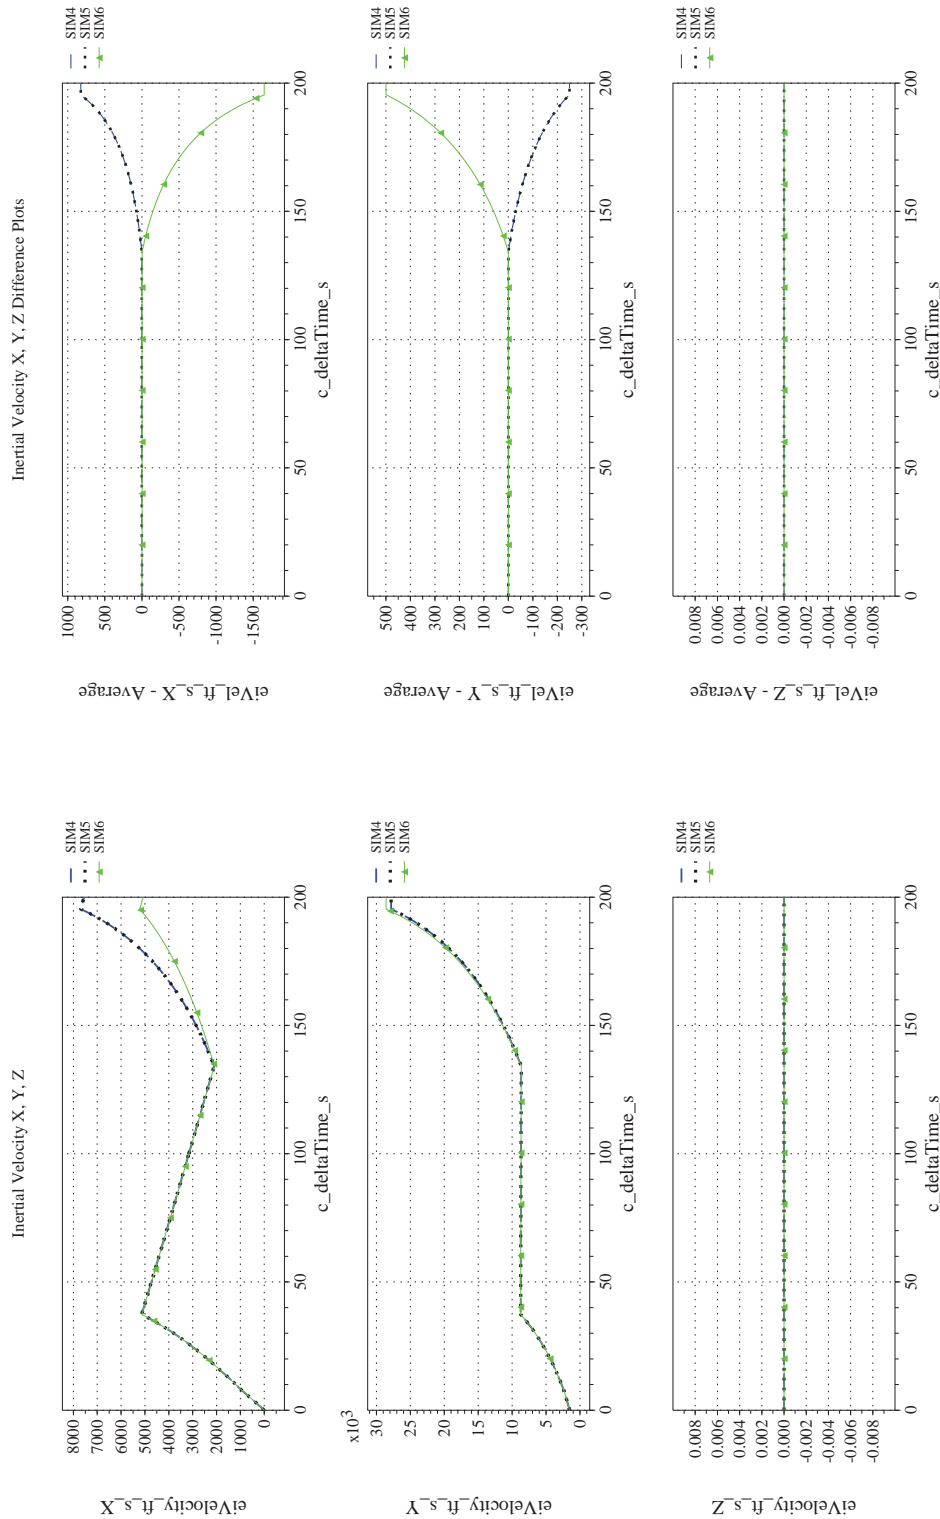 Inertial Velocity X, Y, Z
eiVelocity_ft_s_X
8000
7000
6000
5000
4000
3000
2000
1000
0
0 50 100 150 200
c_deltaTime_s
SIM4
SIM5
SIM6
eiVelocity_ft_s_Y
x10³
30
25
20
15
10
5
0
0 50 100 150 200
c_deltaTime_s
SIM4
SIM5
SIM6
eiVelocity_ft_s_Z
0.008
0.006
0.004
0.002
0.000
-0.002
-0.004
-0.006
-0.008
0 50 100 150 200
c_deltaTime_s
SIM4
SIM5
SIM6
Inertial Velocity X, Y, Z Difference Plots
eiVel_ft_s_X - Average
1000
500
0
-500
-1000
-1500
0 50 100 150 200
c_deltaTime_s
SIM4
SIM5
SIM6
eiVel_ft_s_Y - Average
500
400
300
200
100
0
-100
-200
-300
0 50 100 150 200
c_deltaTime_s
SIM4
SIM5
SIM6
eiVel_ft_s_Z - Average
0.008
0.006
0.004
0.002
0.000
-0.002
-0.004
-0.006
-0.008
0 50 100 150 200
c_deltaTime_s
SIM4
SIM5
SIM6